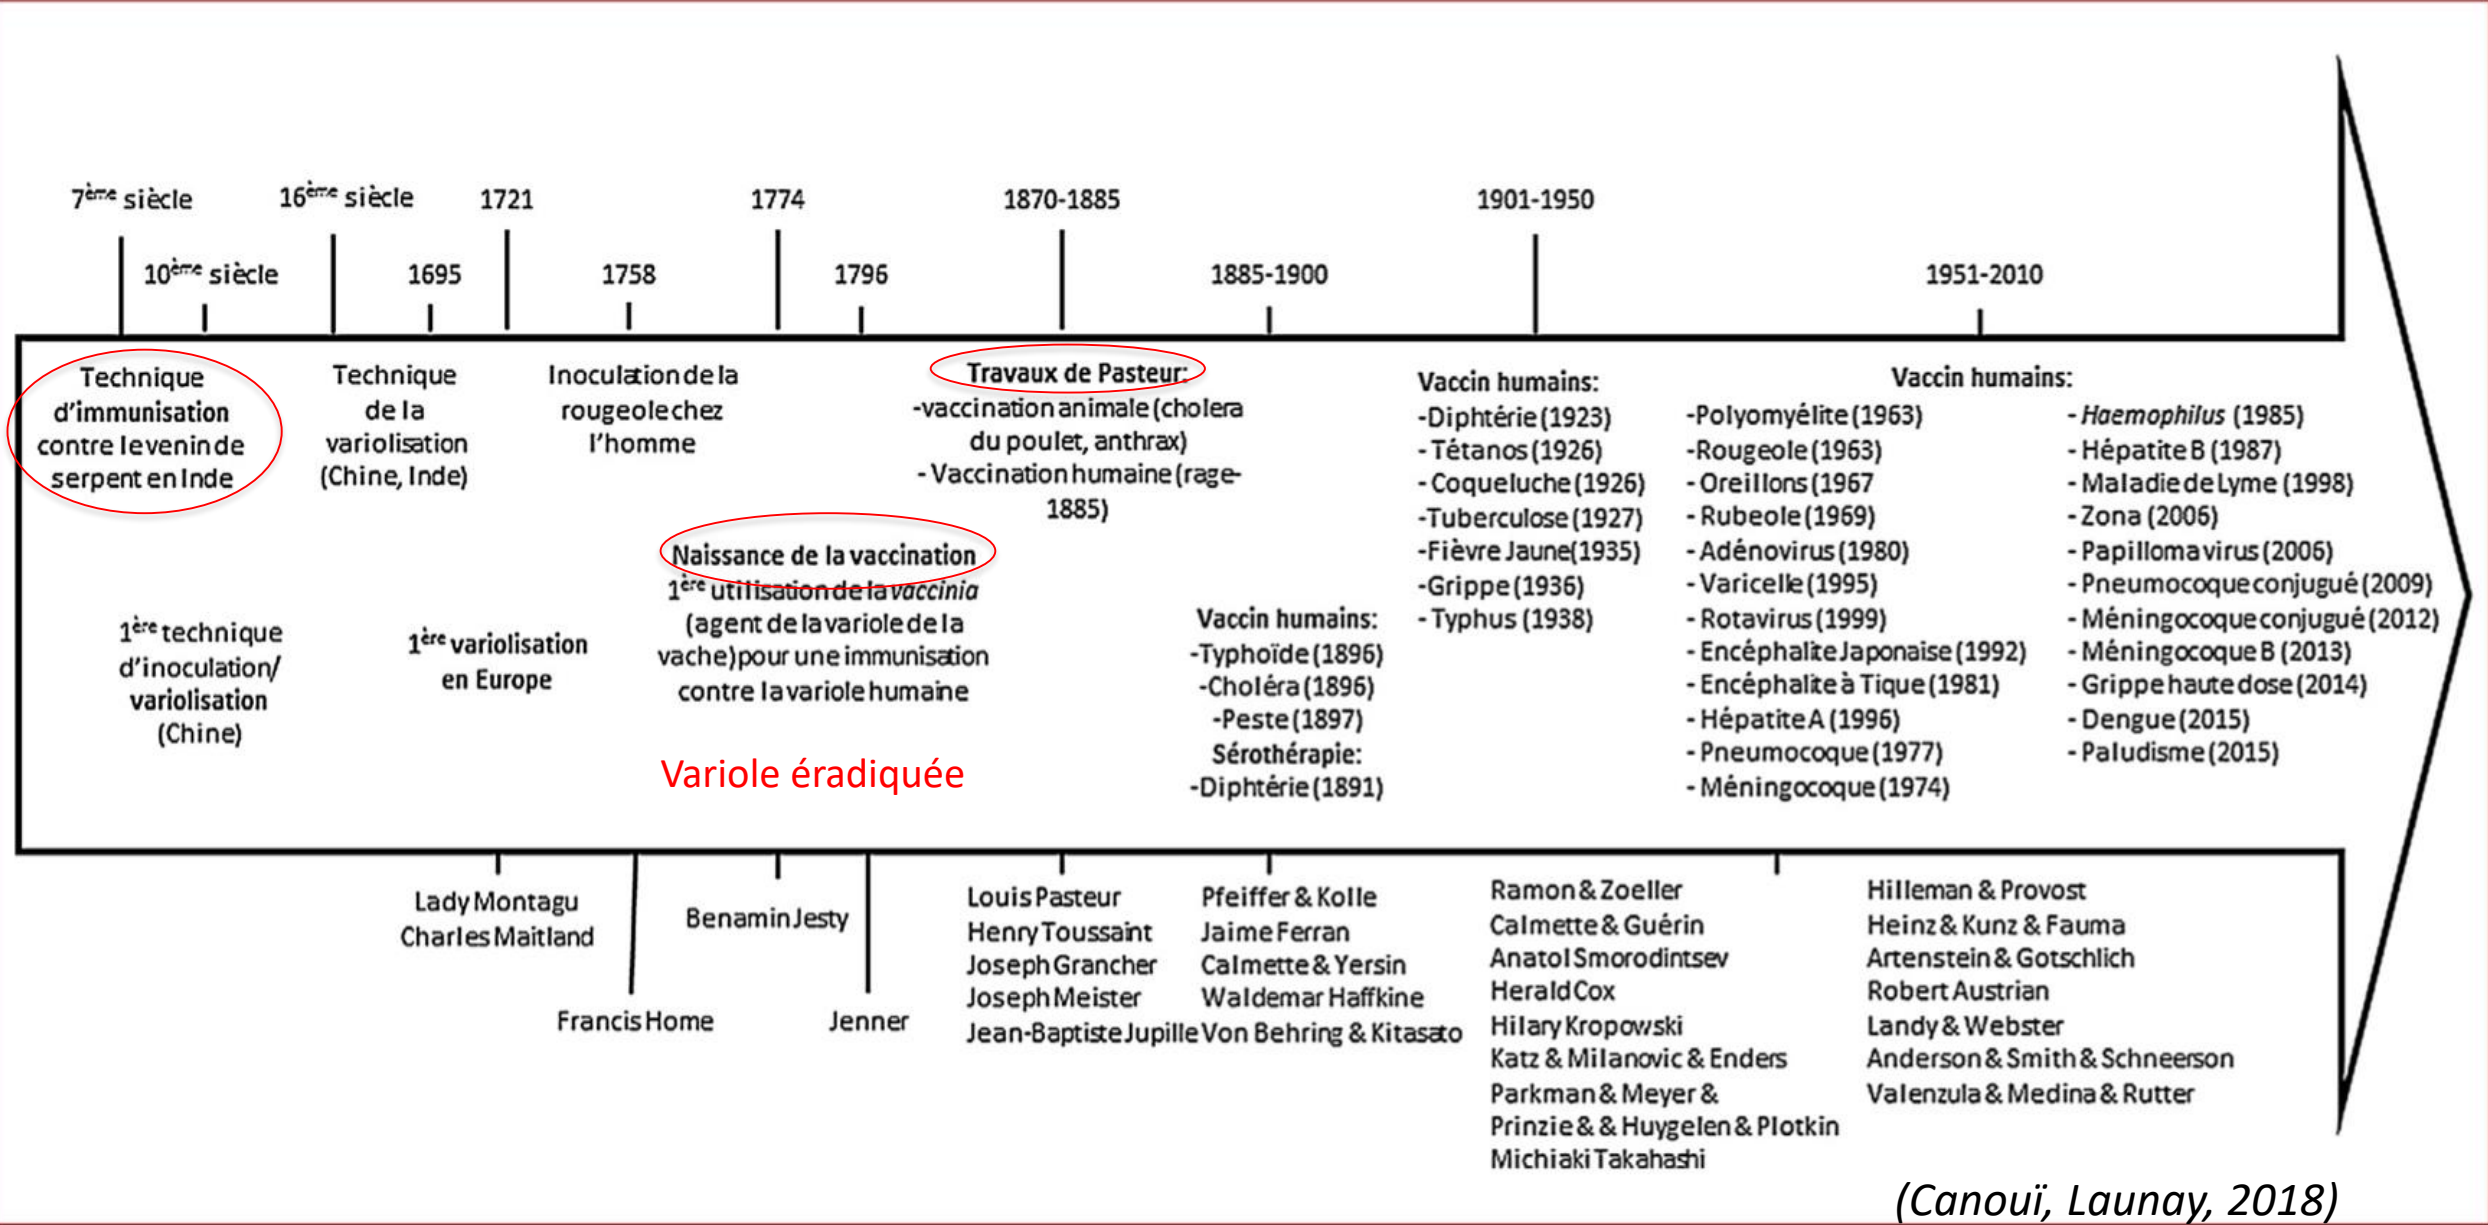 7ème siècle
16ème siècle
1721
1774
1870-1885
1901-1950
10ème siècle
1695
1758
1796
1885-1900
1951-2010
Technique
d'immunisation
contre le venin de
serpent en Inde
1ère technique
d'inoculation/
variolisation
(Chine)
Technique
de la
variolisation
(Chine, Inde)
1ère variolisation
en Europe
Inoculation de la
rougeole chez
l'homme
Naissance de la vaccination
1ère utilisation de la vaccinia
(agent de la variole de la
vache) pour une immunisation
contre la variole humaine
Variole éradiquée
Travaux de Pasteur:
-vaccination animale (cholera
du poulet, anthrax)
- Vaccination humaine (rage-
1885)
Vaccin humains:
-Typhoïde (1896)
-Choléra (1896)
-Peste (1897)
Sérothérapie:
-Diphtérie (1891)
Vaccin humains:
-Diphtérie (1923)
- Tétanos (1926)
- Coqueluche (1926)
-Tuberculose (1927)
-Fièvre Jaune (1935)
-Grippe (1936)
- Typhus (1938)
Vaccin humains:
-Polyomyélite (1963)
-Rougeole (1963)
- Oreillons (1967
- Rubeole (1969)
- Adénovirus (1980)
- Varicelle (1995)
- Rotavirus (1999)
- Encéphalite Japonaise (1992)
- Encéphalite à Tique (1981)
- Hépatite A (1996)
- Pneumocoque (1977)
- Méningocoque (1974)
- Haemophilus (1985)
- Hépatite B (1987)
- Maladie de Lyme (1998)
- Zona (2006)
- Papillomavirus (2006)
- Pneumocoque conjugué (2009)
- Méningocoque conjugué (2012)
- Méningocoque B (2013)
- Grippe haute dose (2014)
- Dengue (2015)
- Paludisme (2015)
Lady Montagu
Charles Maitland
Francis Home
Benamin Jesty
Jenner
Louis Pasteur
Henry Toussaint
Joseph Grancher
Joseph Meister
Jean-Baptiste Jupille
Pfeiffer & Kolle
Jaime Ferran
Calmette & Yersin
Waldemar Haffkine
Von Behring & Kitasato
Ramon & Zoeller
Calmette & Guérin
Anatol Smorodintsev
Herald Cox
Hilary Kropowski
Katz & Milanovic & Enders
Parkman & Meyer &
Prinzie & & Huygelen & Plotkin
Michiaki Takahashi
Hilleman & Provost
Heinz & Kunz & Fauma
Artenstein & Gotschlich
Robert Austrian
Landy & Webster
Anderson & Smith & Schneerson
Valenzula & Medina & Rutter
(Canouï, Launay, 2018)